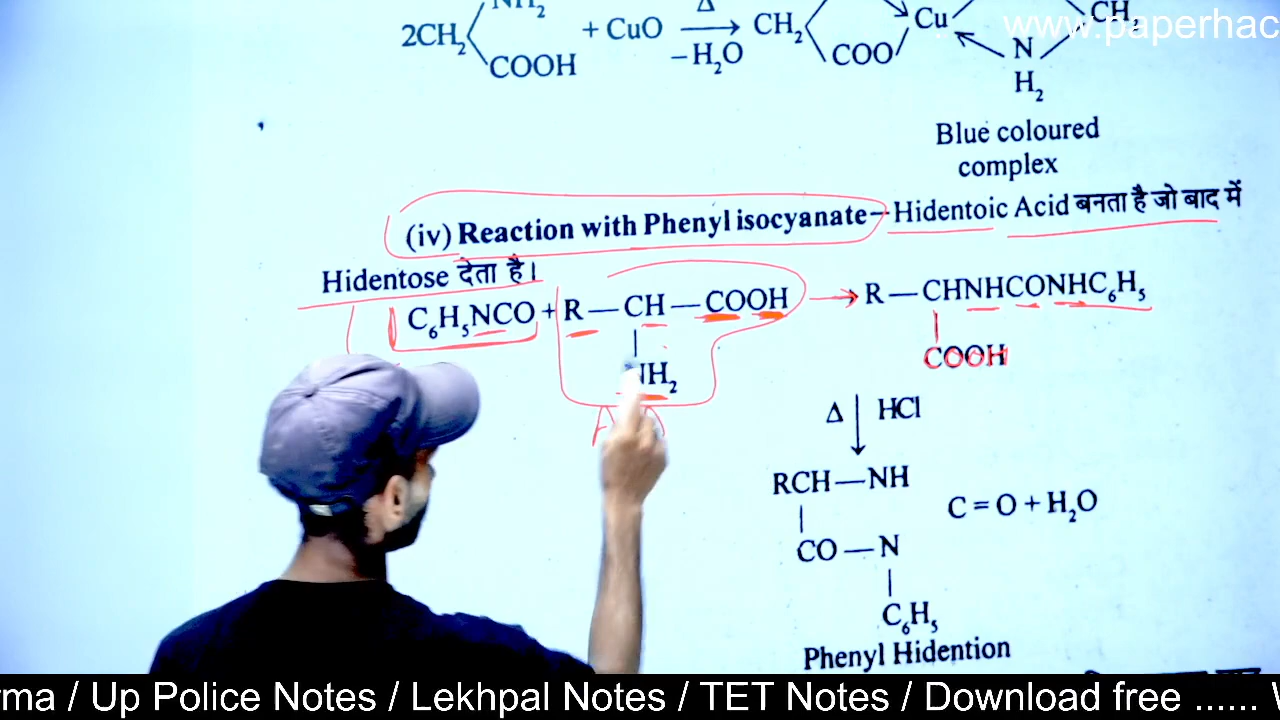 NH2
www.paperhac
2CH2
+ CuO
Δ
−H2O
CH2
Cu
CH2
COOH
COO
N
H2
Blue coloured
complex
(iv) Reaction with Phenyl isocyanate–Hidentoic Acid बनता है जो बाद में
Hidentose देता है।
C6H5NCO + R — CH — COOH → R — CHNHCONHC6H5
NH2
COOH
Δ HCl
RCH—NH
C = O + H2O
CO — N
C6H5
Phenyl Hidention
rma / Up Police Notes / Lekhpal Notes / TET Notes / Download free ......